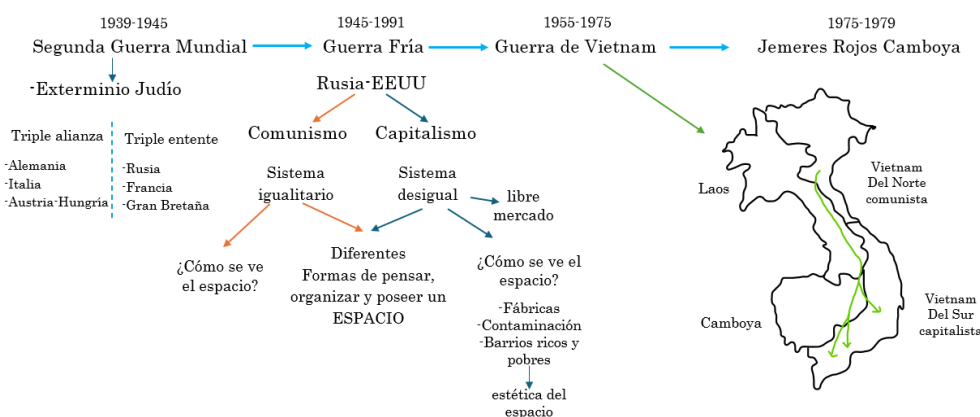 1939-1945
Segunda Guerra Mundial
-Exterminio Judío
Triple alianza
-Alemania
-Italia
-Austria-Hungría
Triple entente
-Rusia
-Francia
-Gran Bretaña
1945-1991
Guerra Fría
Rusia-EEUU
Comunismo
Capitalismo
Sistema
igualitario
Sistema
desigual
libre
mercado
¿Cómo se ve
el espacio?
Diferentes
Formas de pensar,
organizar y poseer un
ESPACIO
¿Cómo se ve el
espacio?
-Fábricas
-Contaminación
-Barrios ricos y
pobres
estética del
espacio
1955-1975
Guerra de Vietnam
1975-1979
Jemeres Rojos Camboya
Laos
Vietnam
Del Norte
comunista
Camboya
Vietnam
Del Sur
capitalista